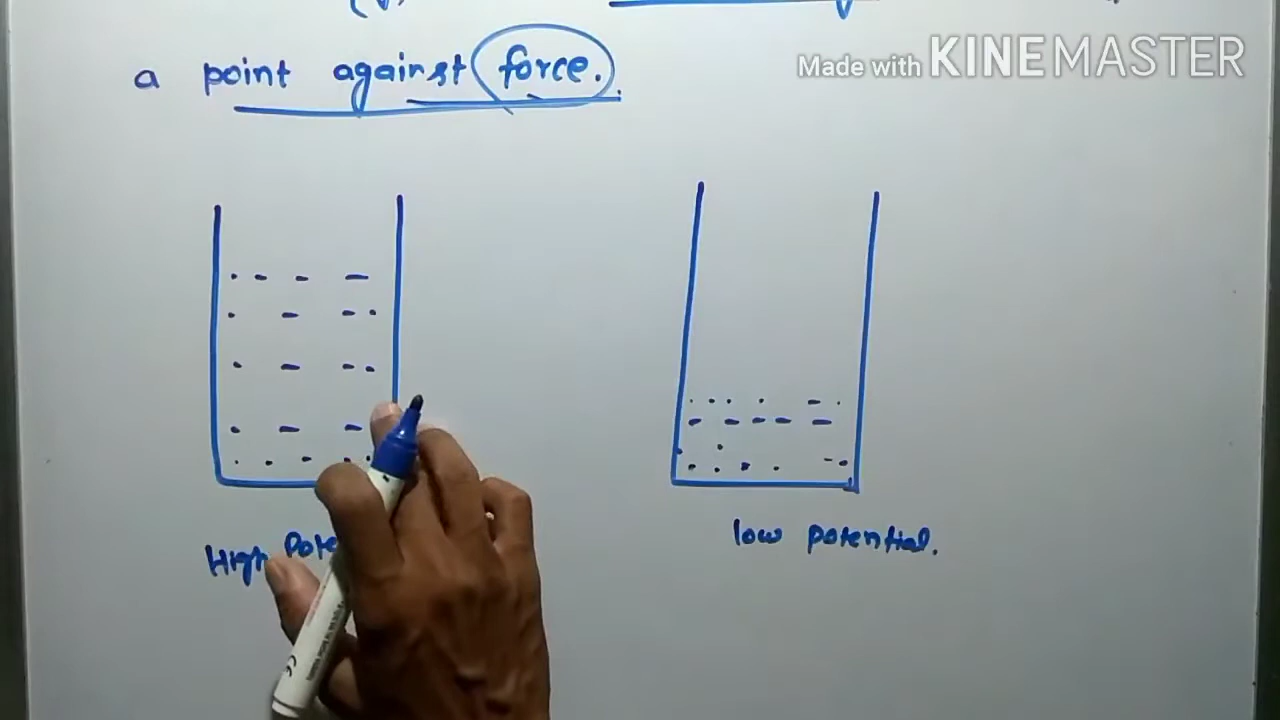 Made with KINEMASTER
a point against force.
High
low potential.